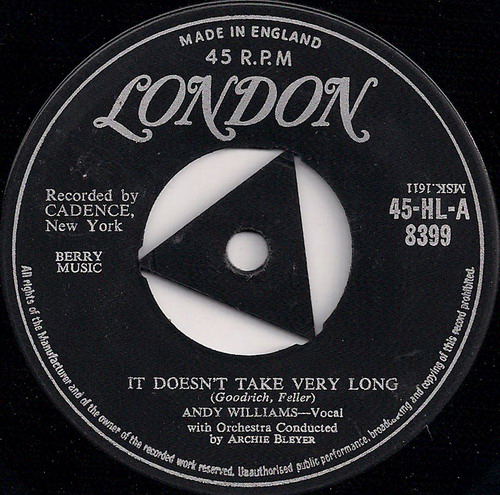 MADE IN ENGLAND
45 R.P.M
LONDON
Recorded by
CADENCE,
New York
BERRY
MUSIC
MSK.1611
45-HL-A
8399
IT DOESN'T TAKE VERY LONG
(Goodrich, Feller)
ANDY WILLIAMS—Vocal
with Orchestra Conducted
by ARCHIE BLEYER
All rights of the Manufacturer and of the owner of the recorded work reserved. Unauthorised public performance, broadcasting and copying of this record prohibited.